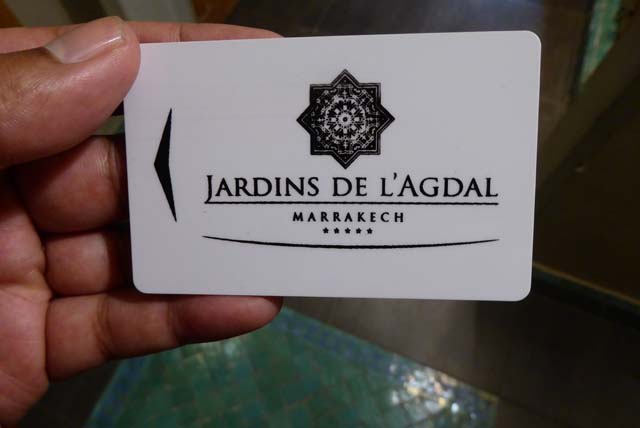 JARDINS DE L'AGDAL
MARRAKECH
★★★★★